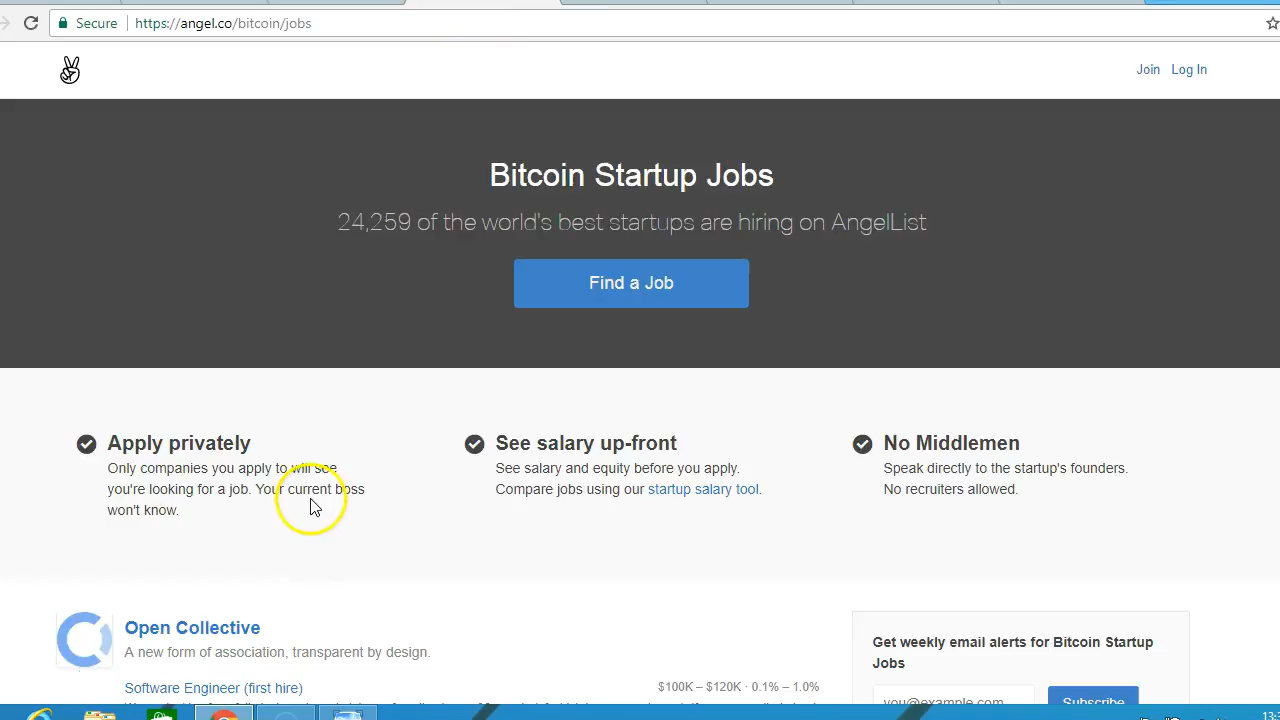 Secure
https://angel.co/bitcoin/jobs
Join Log In
Bitcoin Startup Jobs
24,259 of the world's best startups are hiring on AngelList
Find a Job
Apply privately
Only companies you apply to will see
you're looking for a job. Your current boss
won't know.
See salary up-front
See salary and equity before you apply.
Compare jobs using our startup salary tool.
No Middlemen
Speak directly to the startup's founders.
No recruiters allowed.
Open Collective
A new form of association, transparent by design.
Software Engineer (first hire)
$100K – $120K · 0.1% – 1.0%
Get weekly email alerts for Bitcoin Startup
Jobs
you@example.com
Subscribe